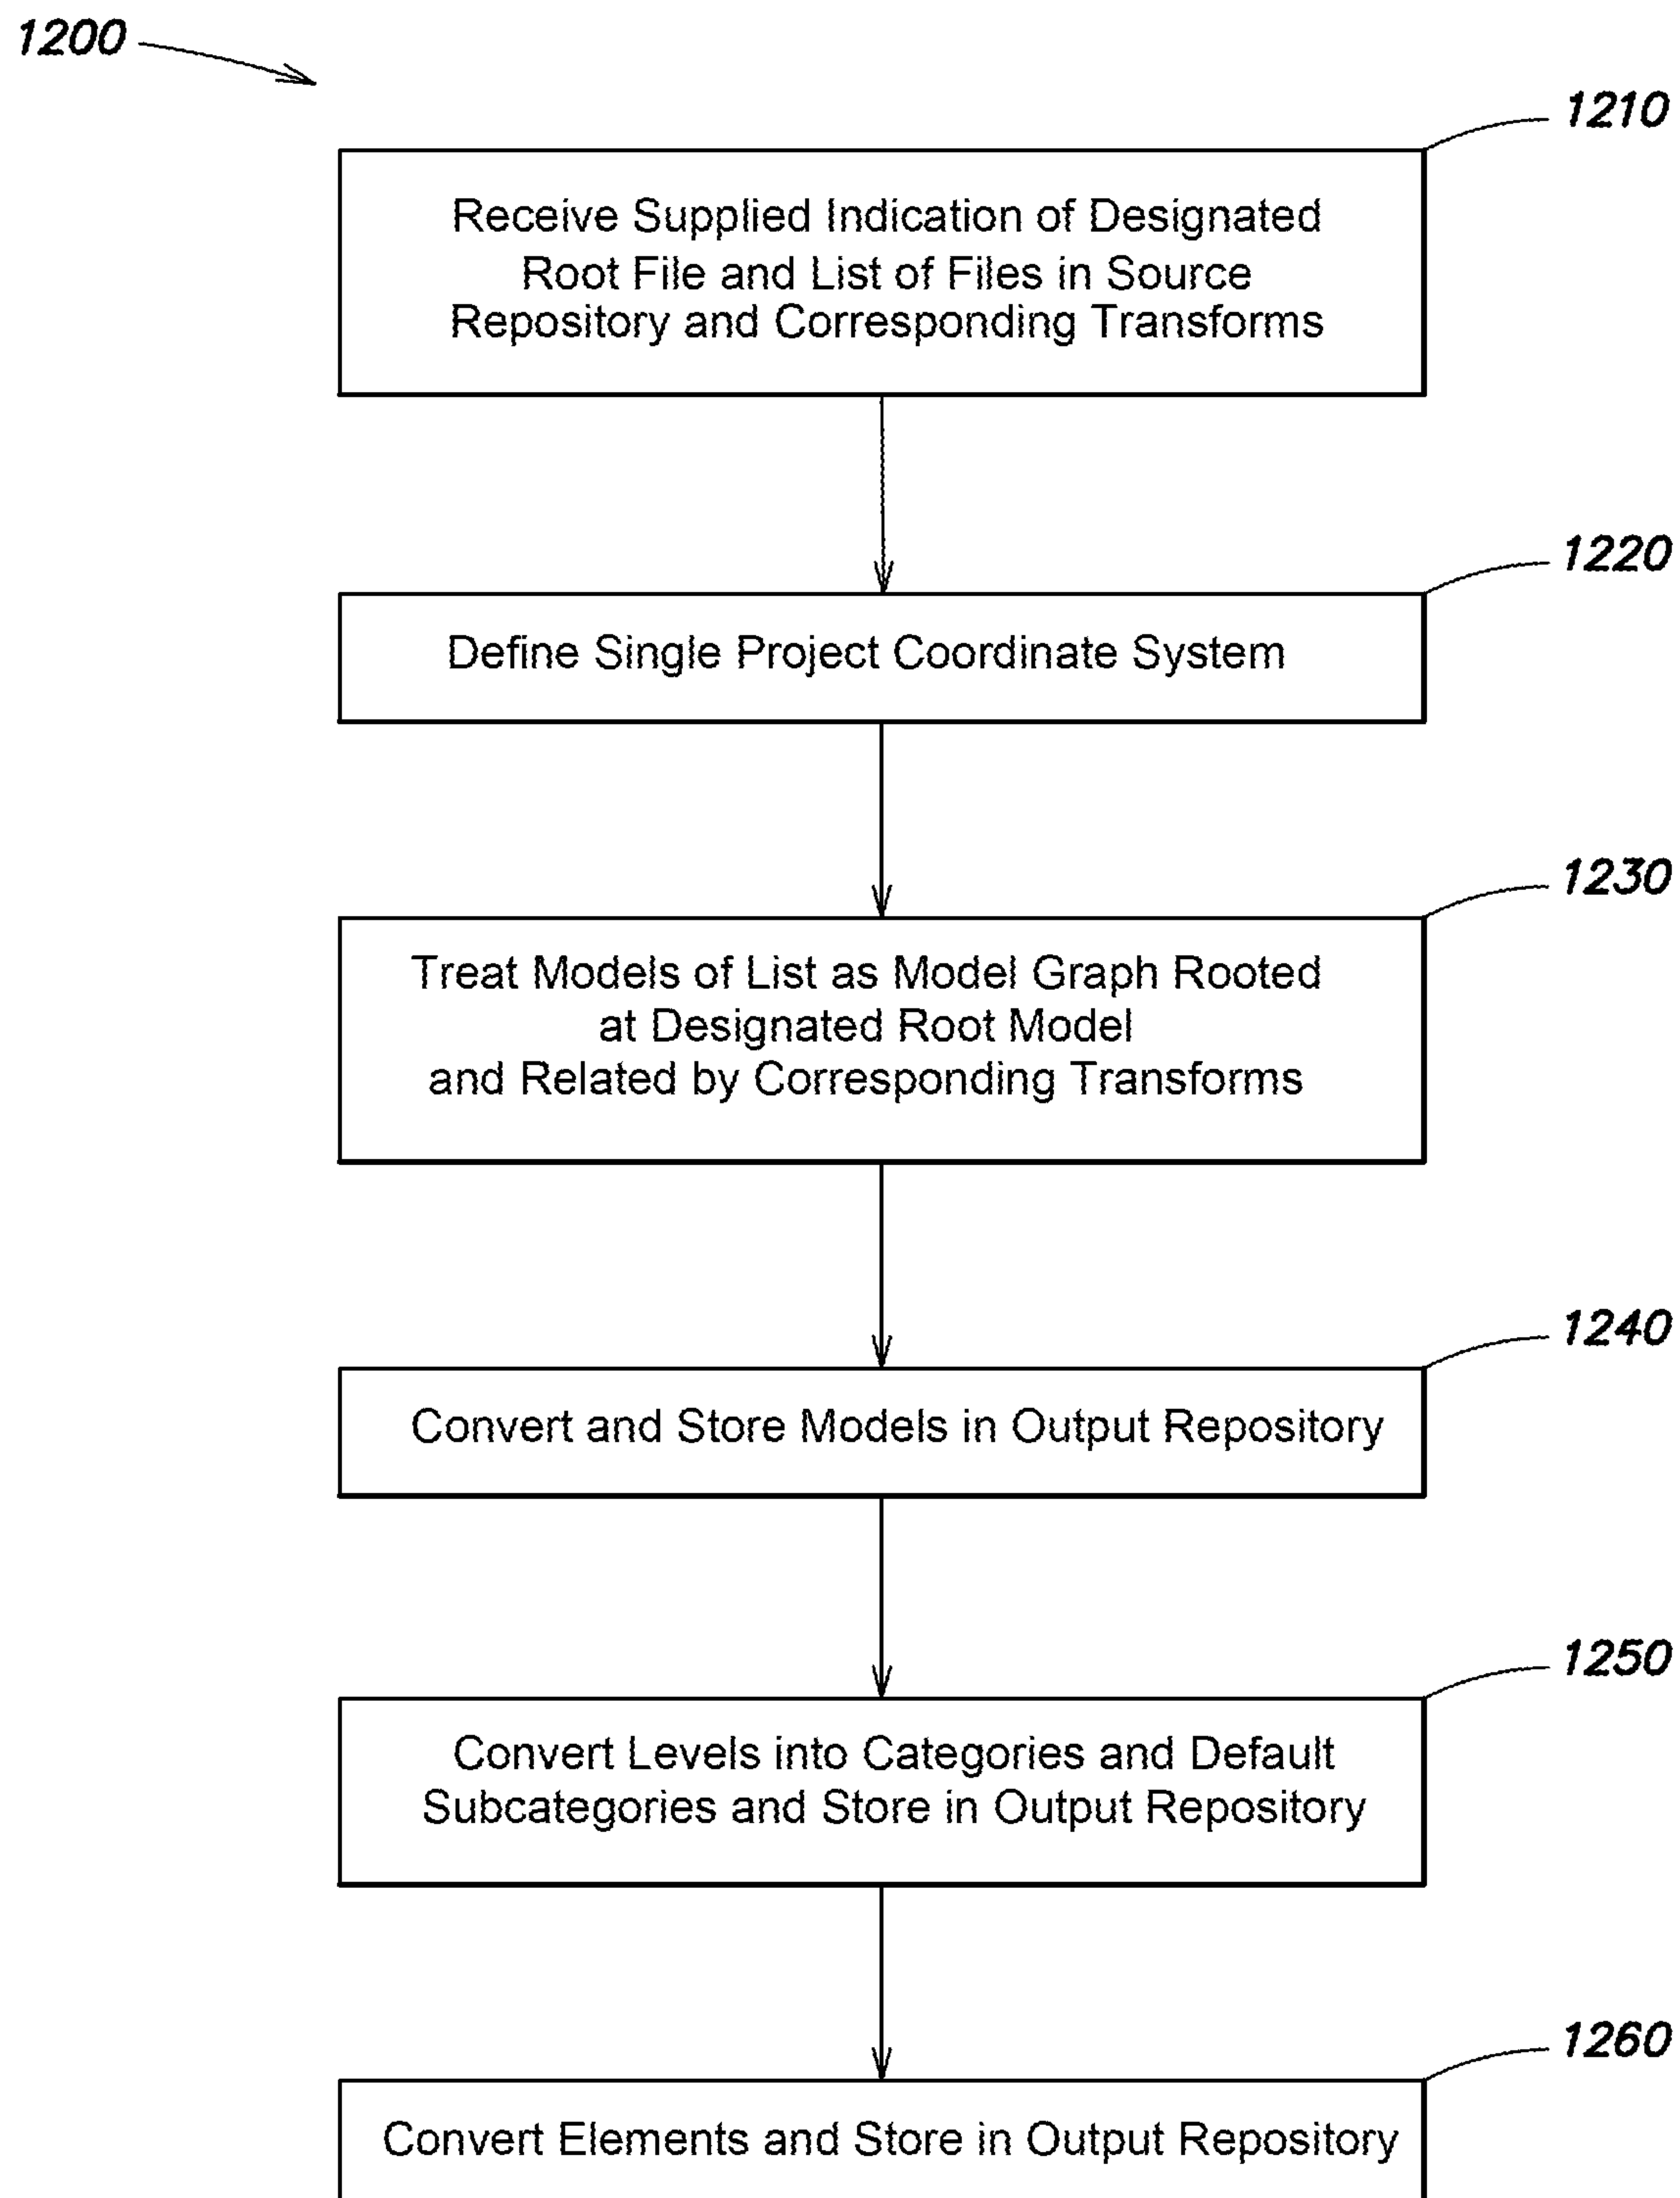 1200
1210
Receive Supplied Indication of Designated
Root File and List of Files in Source
Repository and Corresponding Transforms
1220
Define Single Project Coordinate System
1230
Treat Models of List as Model Graph Rooted
at Designated Root Model
and Related by Corresponding Transforms
1240
Convert and Store Models in Output Repository
1250
Convert Levels into Categories and Default
Subcategories and Store in Output Repository
1260
Convert Elements and Store in Output Repository